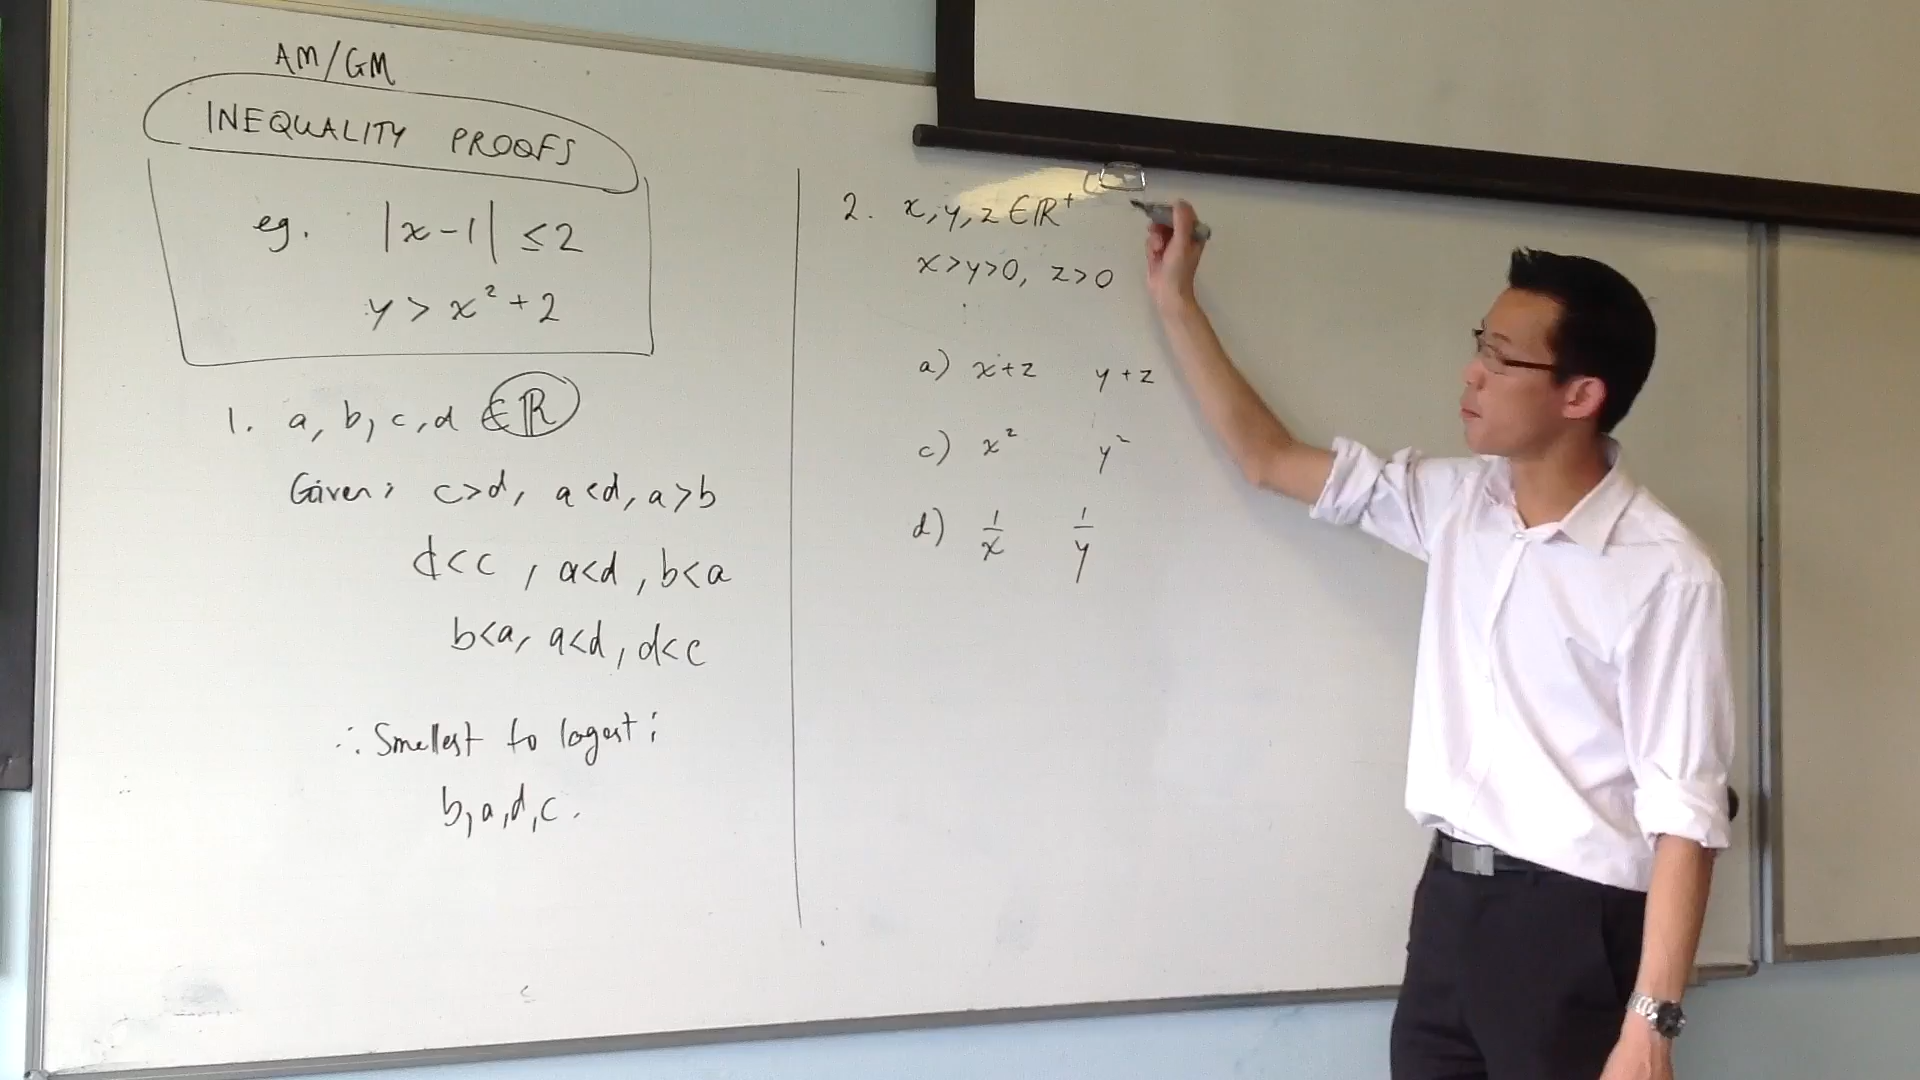 AM/GM
INEQUALITY PROOFS
eg. |x-1| ≤ 2
y > x² + 2
1. a, b, c, d ∈ ℝ
Given: c>d, a<d, a>b
d<c, a<d, b<a
b<a, a<d, d<c
∴ Smallest to largest:
b, a, d, c.
2. x, y, z ∈ ℝ⁺
x>y>0, z>0
a) x+z y+z
c) x² y²
d) 1/x 1/y